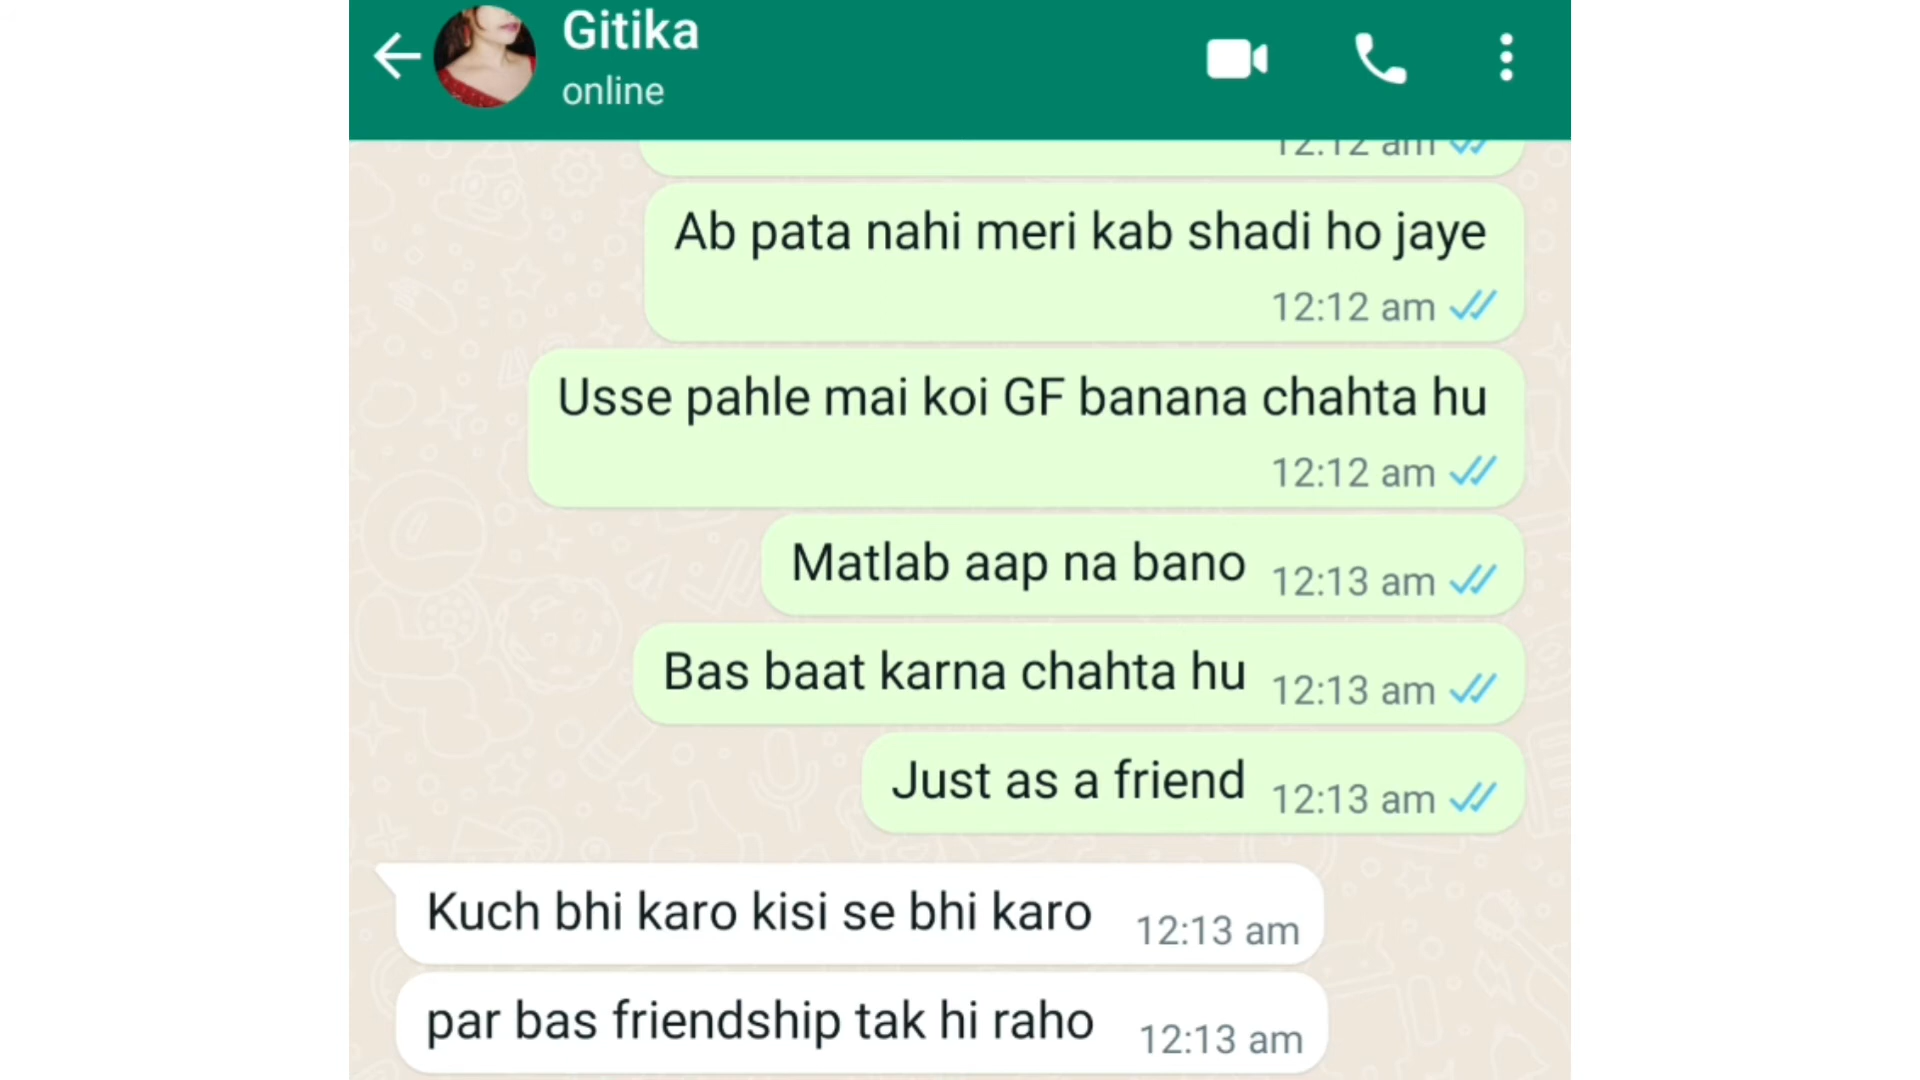 Gitika
online
12:12 am
Ab pata nahi meri kab shadi ho jaye
12:12 am
Usse pahle mai koi GF banana chahta hu
12:12 am
Matlab aap na bano 12:13 am
Bas baat karna chahta hu 12:13 am
Just as a friend 12:13 am
Kuch bhi karo kisi se bhi karo 12:13 am
par bas friendship tak hi raho 12:13 am